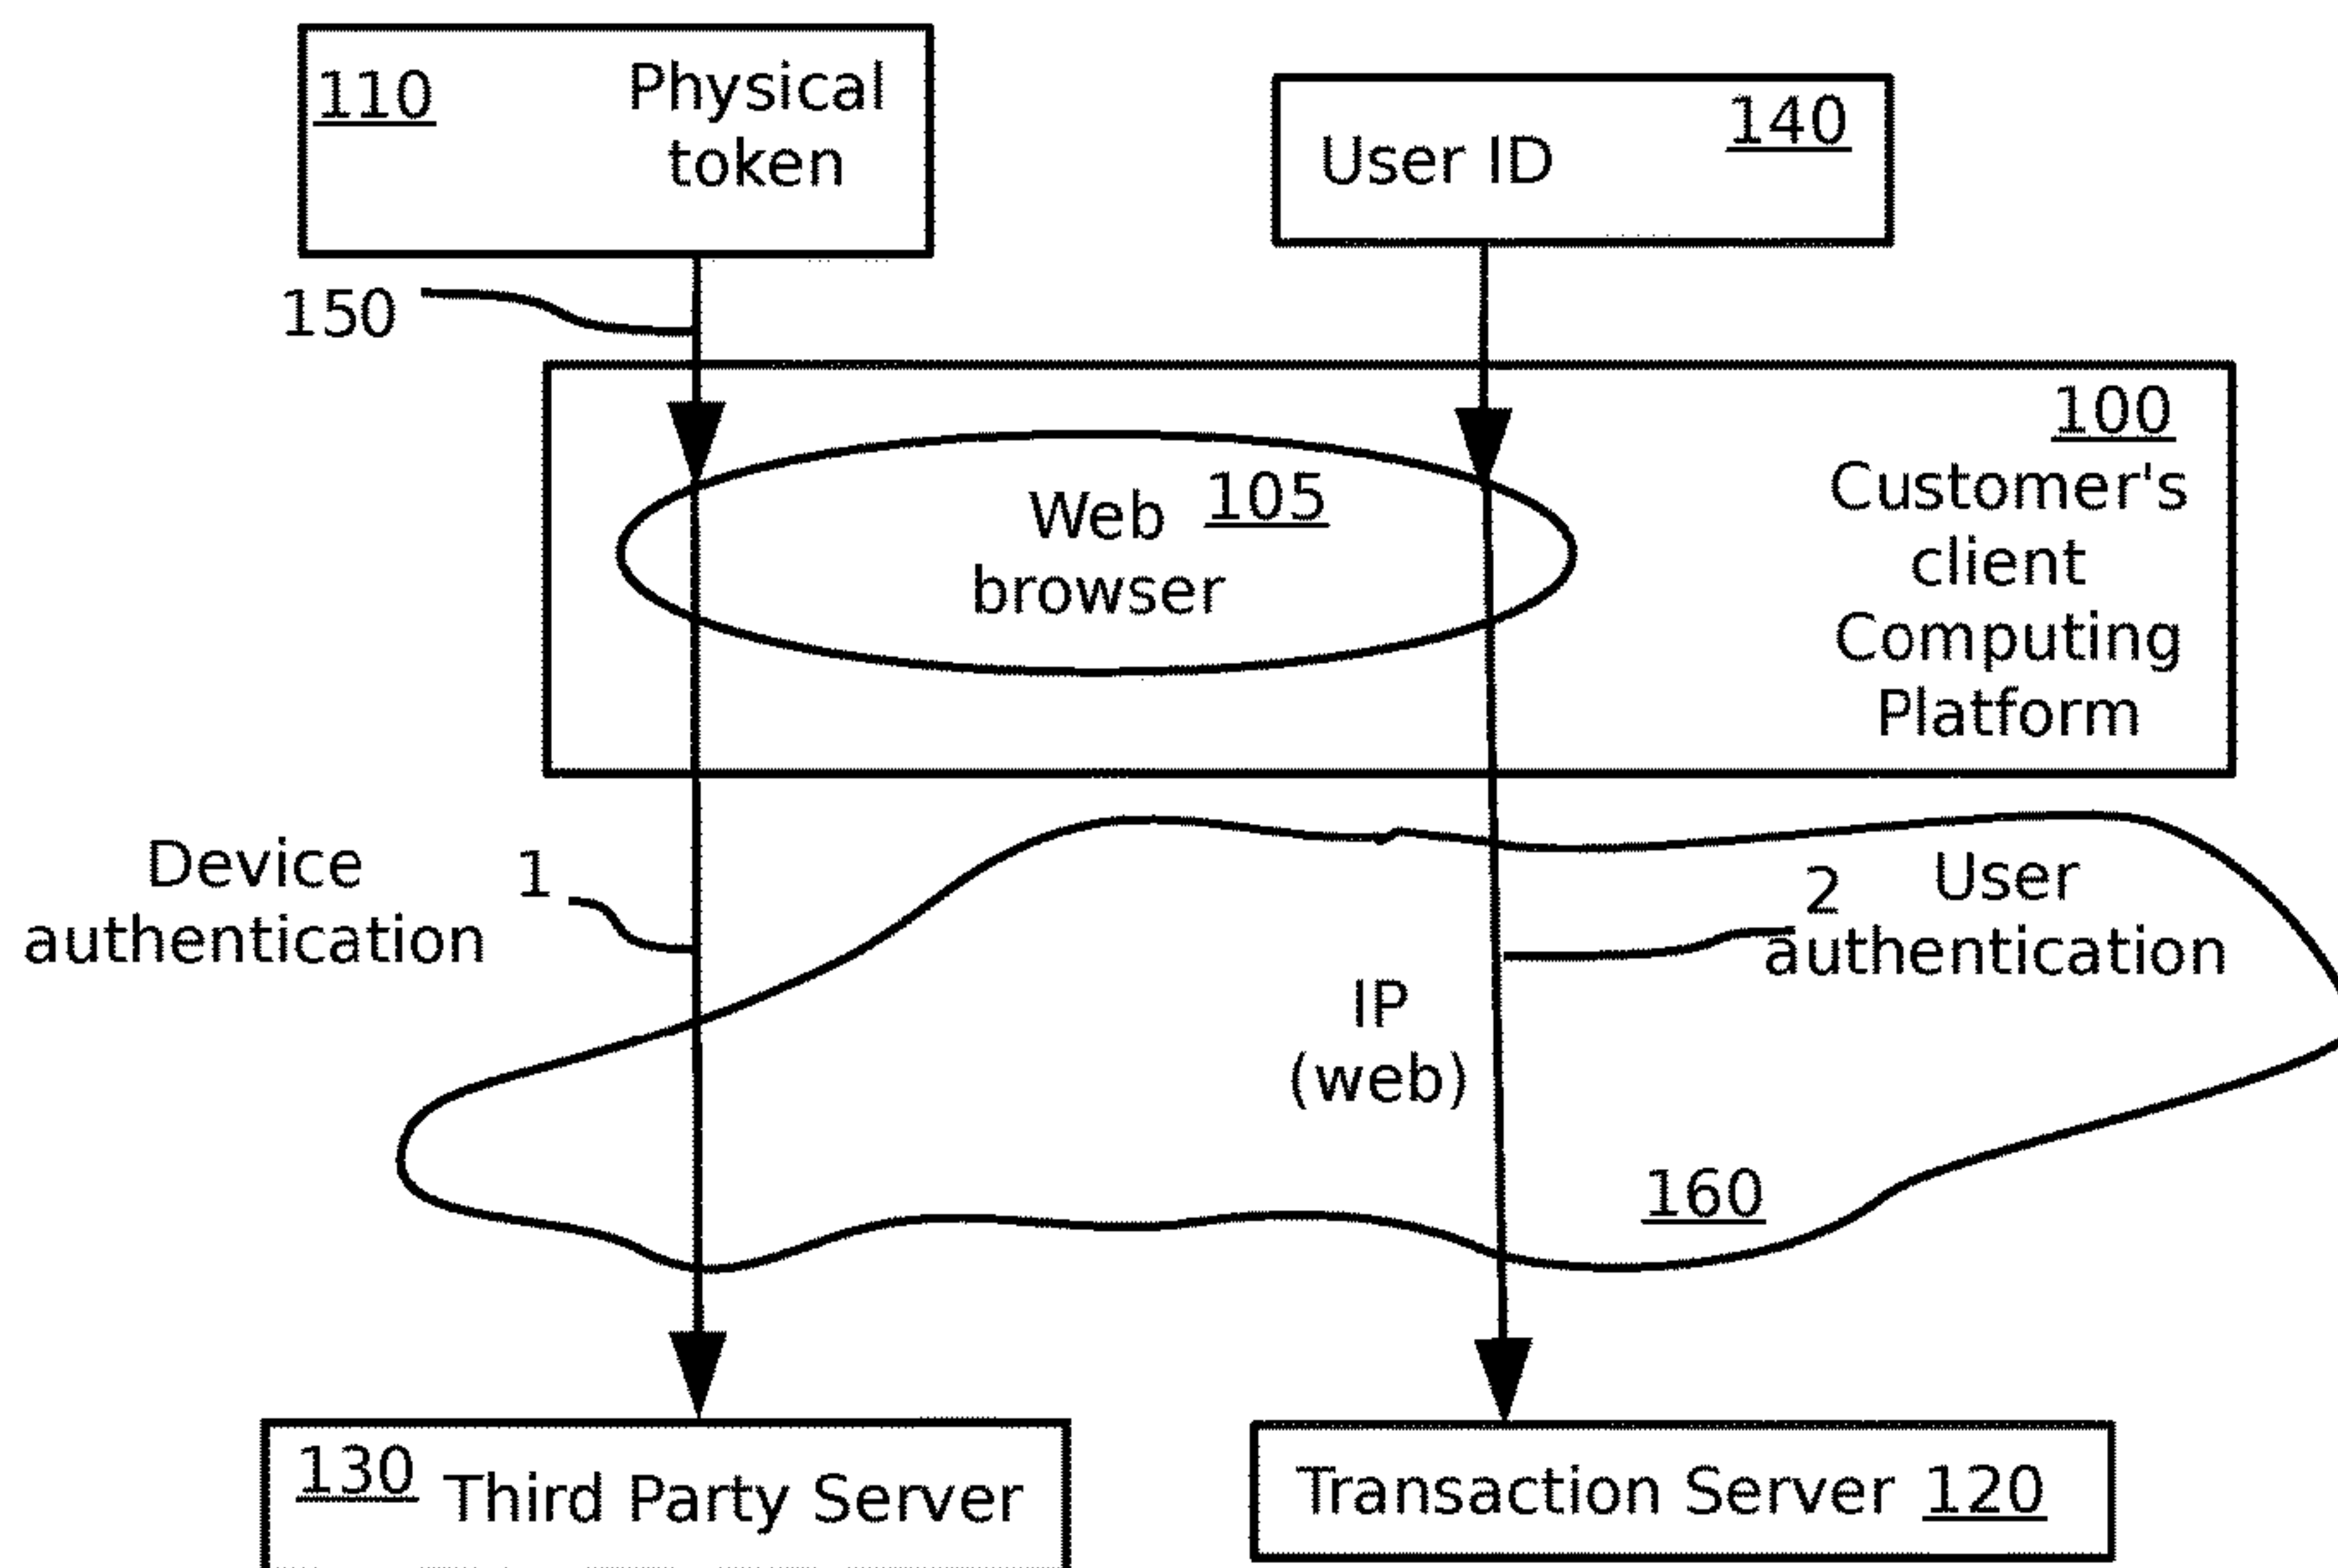 110
Physical
token
140
User ID
150
100
Customer's
client
Computing
Platform
Web 105
browser
Device
authentication
1
2 User
authentication
IP
(web)
160
130 Third Party Server
Transaction Server 120